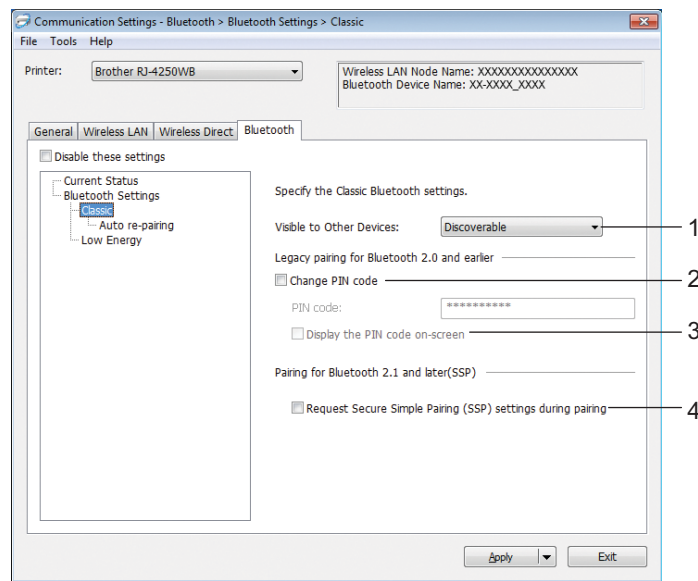 Communication Settings - Bluetooth > Bluetooth Settings > Classic
File Tools Help
Printer: Brother RJ-4250WB
Wireless LAN Node Name: XXXXXXXXXXXXXXX
Bluetooth Device Name: XX-XXXX_XXXX
General Wireless LAN Wireless Direct Bluetooth
Disable these settings
Current Status
Bluetooth Settings
Classic
Auto re-pairing
Low Energy
Specify the Classic Bluetooth settings.
Visible to Other Devices: Discoverable 1
Legacy pairing for Bluetooth 2.0 and earlier
Change PIN code 2
PIN code: **********
Display the PIN code on-screen 3
Pairing for Bluetooth 2.1 and later(SSP)
Request Secure Simple Pairing (SSP) settings during pairing 4
Apply Exit